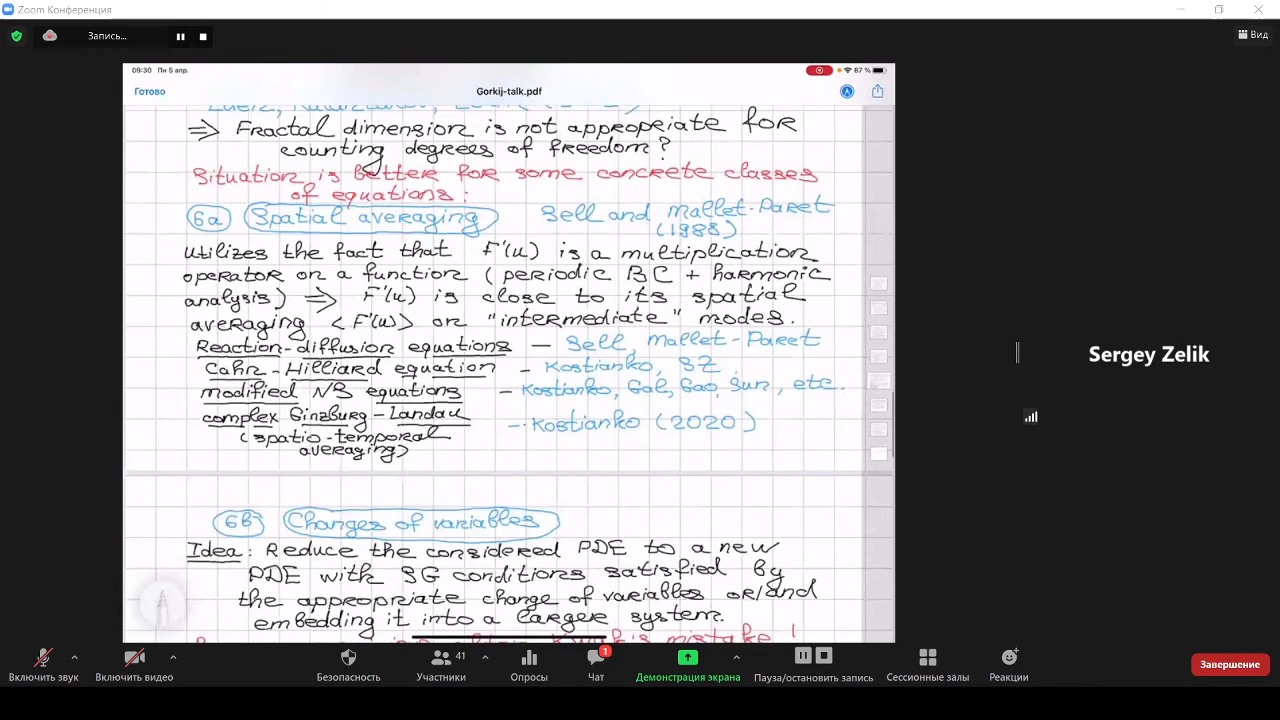 Zoom Конференция
Запись...
Вид
09:30 Пн 5 апр.
87 %
Готово
Gorkij-talk.pdf
⇒ Fractal dimension is not appropriate for
counting degrees of freedom?
Situation is better for some concrete classes
of equations:
6a Spatial averaging Sell and Mallet-Paret
(1988)
utilizes the fact that F'(u) is a multiplication
operator on a function (periodic BC + harmonic
analysis) ⇒ F'(u) is close to its spatial
averaging <F'(u)> on "intermediate" modes.
Reaction-diffusion equations — Sell, Mallet-Paret
Cahn-Hilliard equation - Kostianko, SZ
modified NS equations - Kostianko, Gal, Gao, Sun, etc.
complex Ginzburg-Landau -- Kostianko (2020)
(spatio-temporal
averaging)
6b Changes of variables
Idea: Reduce the considered PDE to a new
PDE with SG conditions satisfied by
the appropriate change of variables or/and
embedding it into a larger system.
mistake !
Sergey Zelik
Включить звук
Включить видео
Безопасность
41
Участники
Опросы
1
Чат
Демонстрация экрана
Пауза/остановить запись
Сессионные залы
Реакции
Завершение